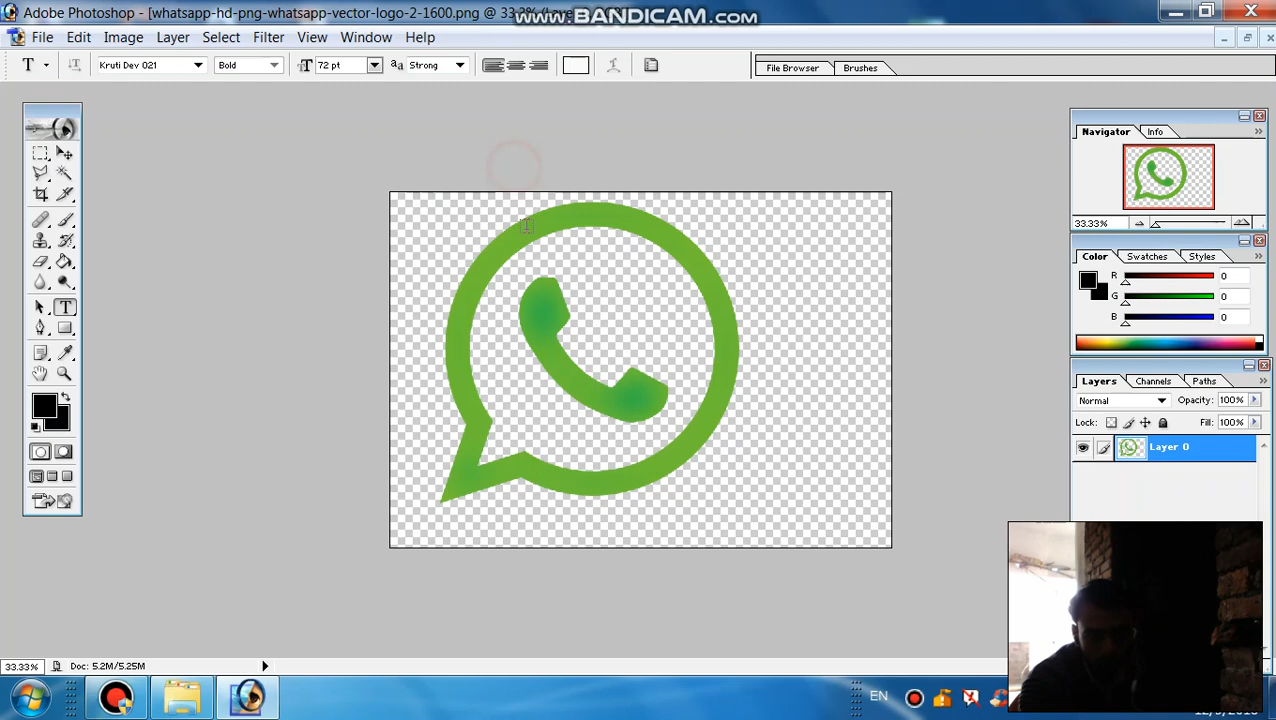 Adobe Photoshop - [whatsapp-hd-png-whatsapp-vector-logo-2-1600.png @ 33.3% (Layer
www.BANDICAM.com
File Edit Image Layer Select Filter View Window Help
Kruti Dev 021 Bold 72 pt Strong File Browser Brushes
Navigator Info
33.33%
Color Swatches Styles
R 0
G 0
B 0
Layers Channels Paths
Normal Opacity: 100%
Lock: Fill: 100%
Layer 0
33.33% Doc: 5.2M/5.25M
EN